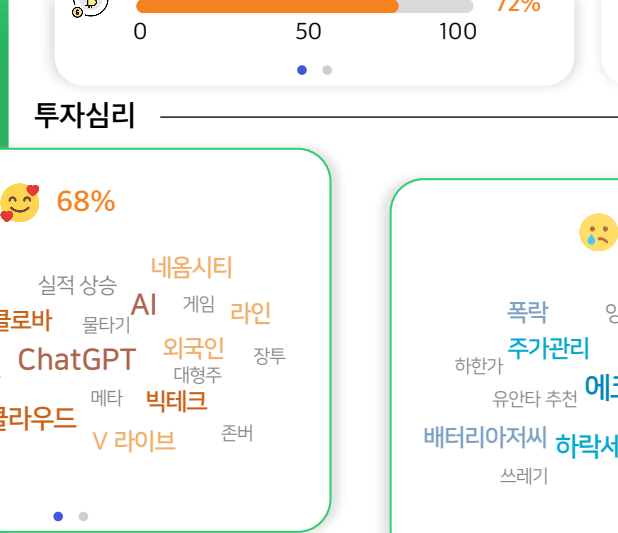 72%
0 50 100
투자심리
68%
네옴시티
실적 상승
AI 게임 라인
클로바 물타기
ChatGPT 외국인 장투
대형주
메타 빅테크
클라우드
V 라이브 존버
폭락
주가관리
하한가
유안타 추천
배터리아저씨
쓰레기